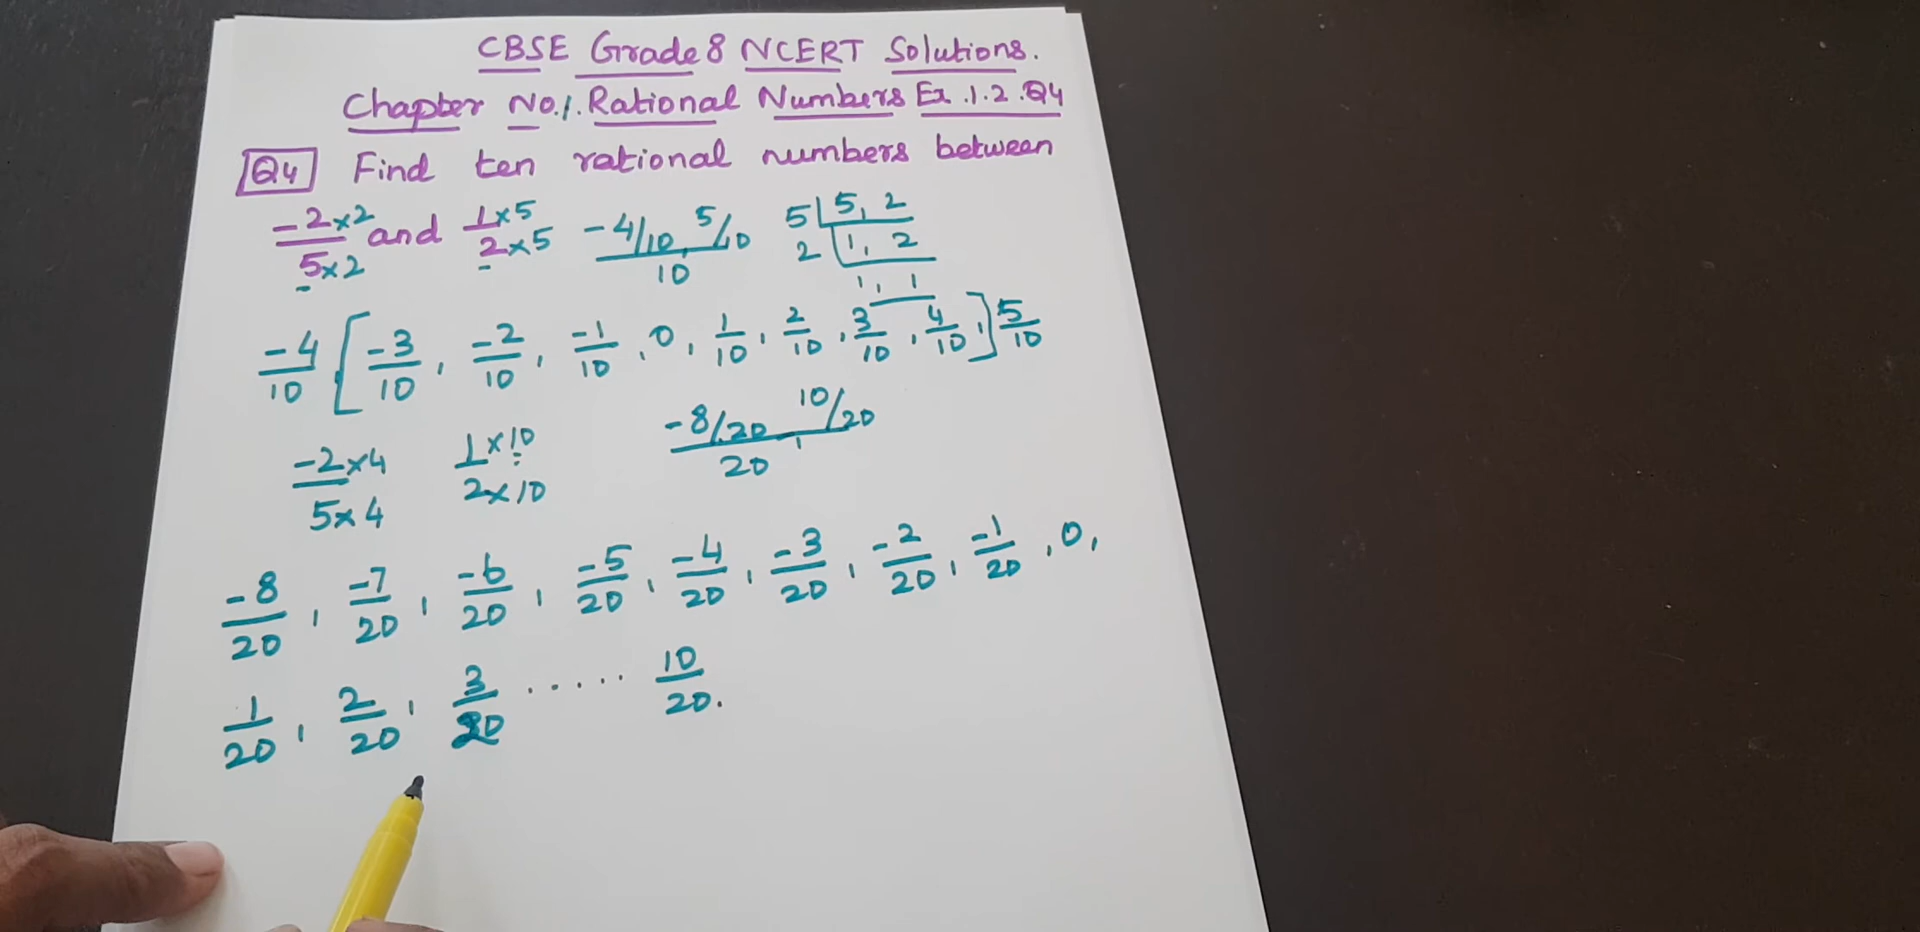 CBSE Grade 8 NCERT Solutions.
Chapter No.1. Rational Numbers Ex.1.2.Q4
Q4 Find ten rational numbers between
-2×2/5×2 and 1×5/2×5 -4/10, 5/10 / 10 5 | 5, 2
2 | 1, 2
1, 1
-4/10 [ -3/10, -2/10, -1/10, 0, 1/10, 2/10, 3/10, 4/10, ] 5/10
-2×4/5×4 1×10/2×10 -8/20, 10/20 / 20
-8/20, -7/20, -6/20, -5/20, -4/20, -3/20, -2/20, -1/20, 0,
1/20, 2/20, 3/20 ..... 10/20.